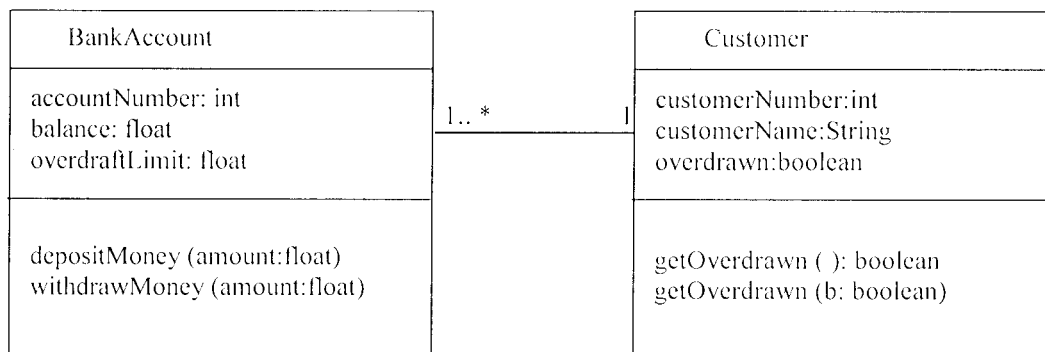 BankAccount
accountNumber: int
balance: float
overdraftLimit: float
depositMoney (amount:float)
withdrawMoney (amount:float)
1.. *
1
Customer
customerNumber:int
customerName:String
overdrawn:boolean
getOverdrawn ( ): boolean
getOverdrawn (b: boolean)